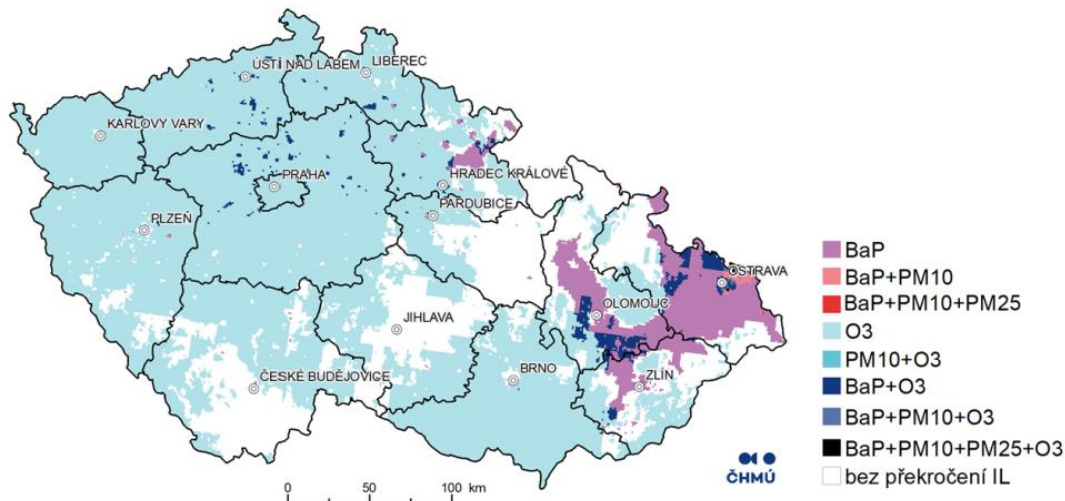 ÚSTÍ NAD LABEM
LIBEREC
KARLOVY VARY
PRAHA
HRADEC KRÁLOVÉ
PARDUBICE
PLZEŇ
OSTRAVA
OLOMOUC
JIHLAVA
BRNO
ZLÍN
ČESKÉ BUDĚJOVICE
BaP
BaP+PM10
BaP+PM10+PM25
O3
PM10+O3
BaP+O3
BaP+PM10+O3
BaP+PM10+PM25+O3
bez překročení IL
ČHMÚ
0 50 100 km